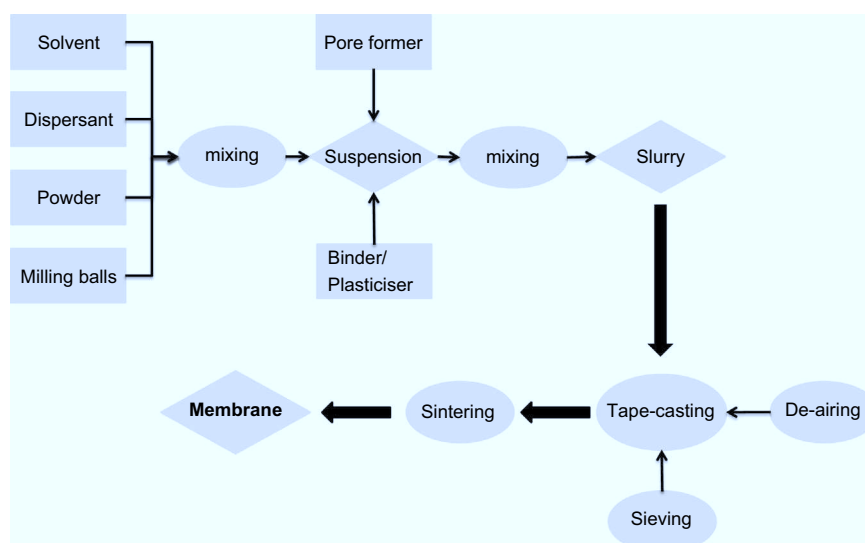 Solvent
Pore former
Dispersant
mixing
Suspension
mixing
Slurry
Powder
Binder/
Plasticiser
Milling balls
Membrane
Sintering
Tape-casting
De-airing
Sieving